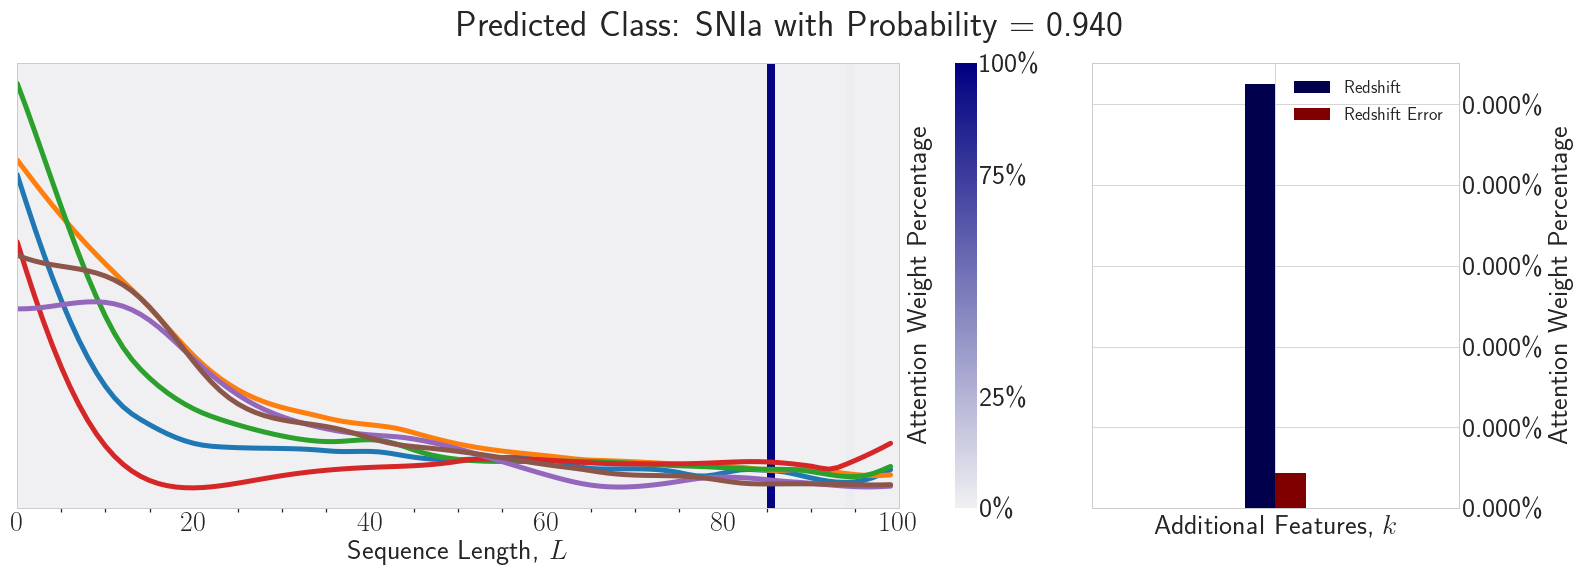 Predicted Class: SNIa with Probability = 0.940
0
20
40
60
80
100
Sequence Length, L
100%
75%
25%
0%
Attention Weight Percentage
Redshift
Redshift Error
0.000%
0.000%
0.000%
0.000%
0.000%
0.000%
Attention Weight Percentage
Additional Features, k